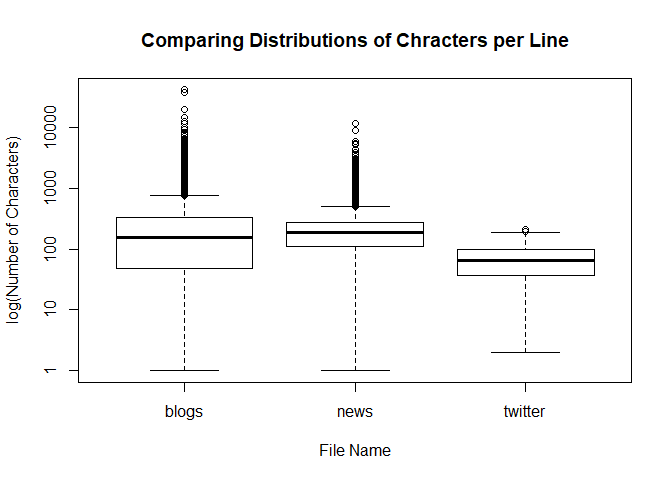 Comparing Distributions of Chracters per Line
log(Number of Characters)
10000
1000
100
10
1
blogs news twitter
File Name